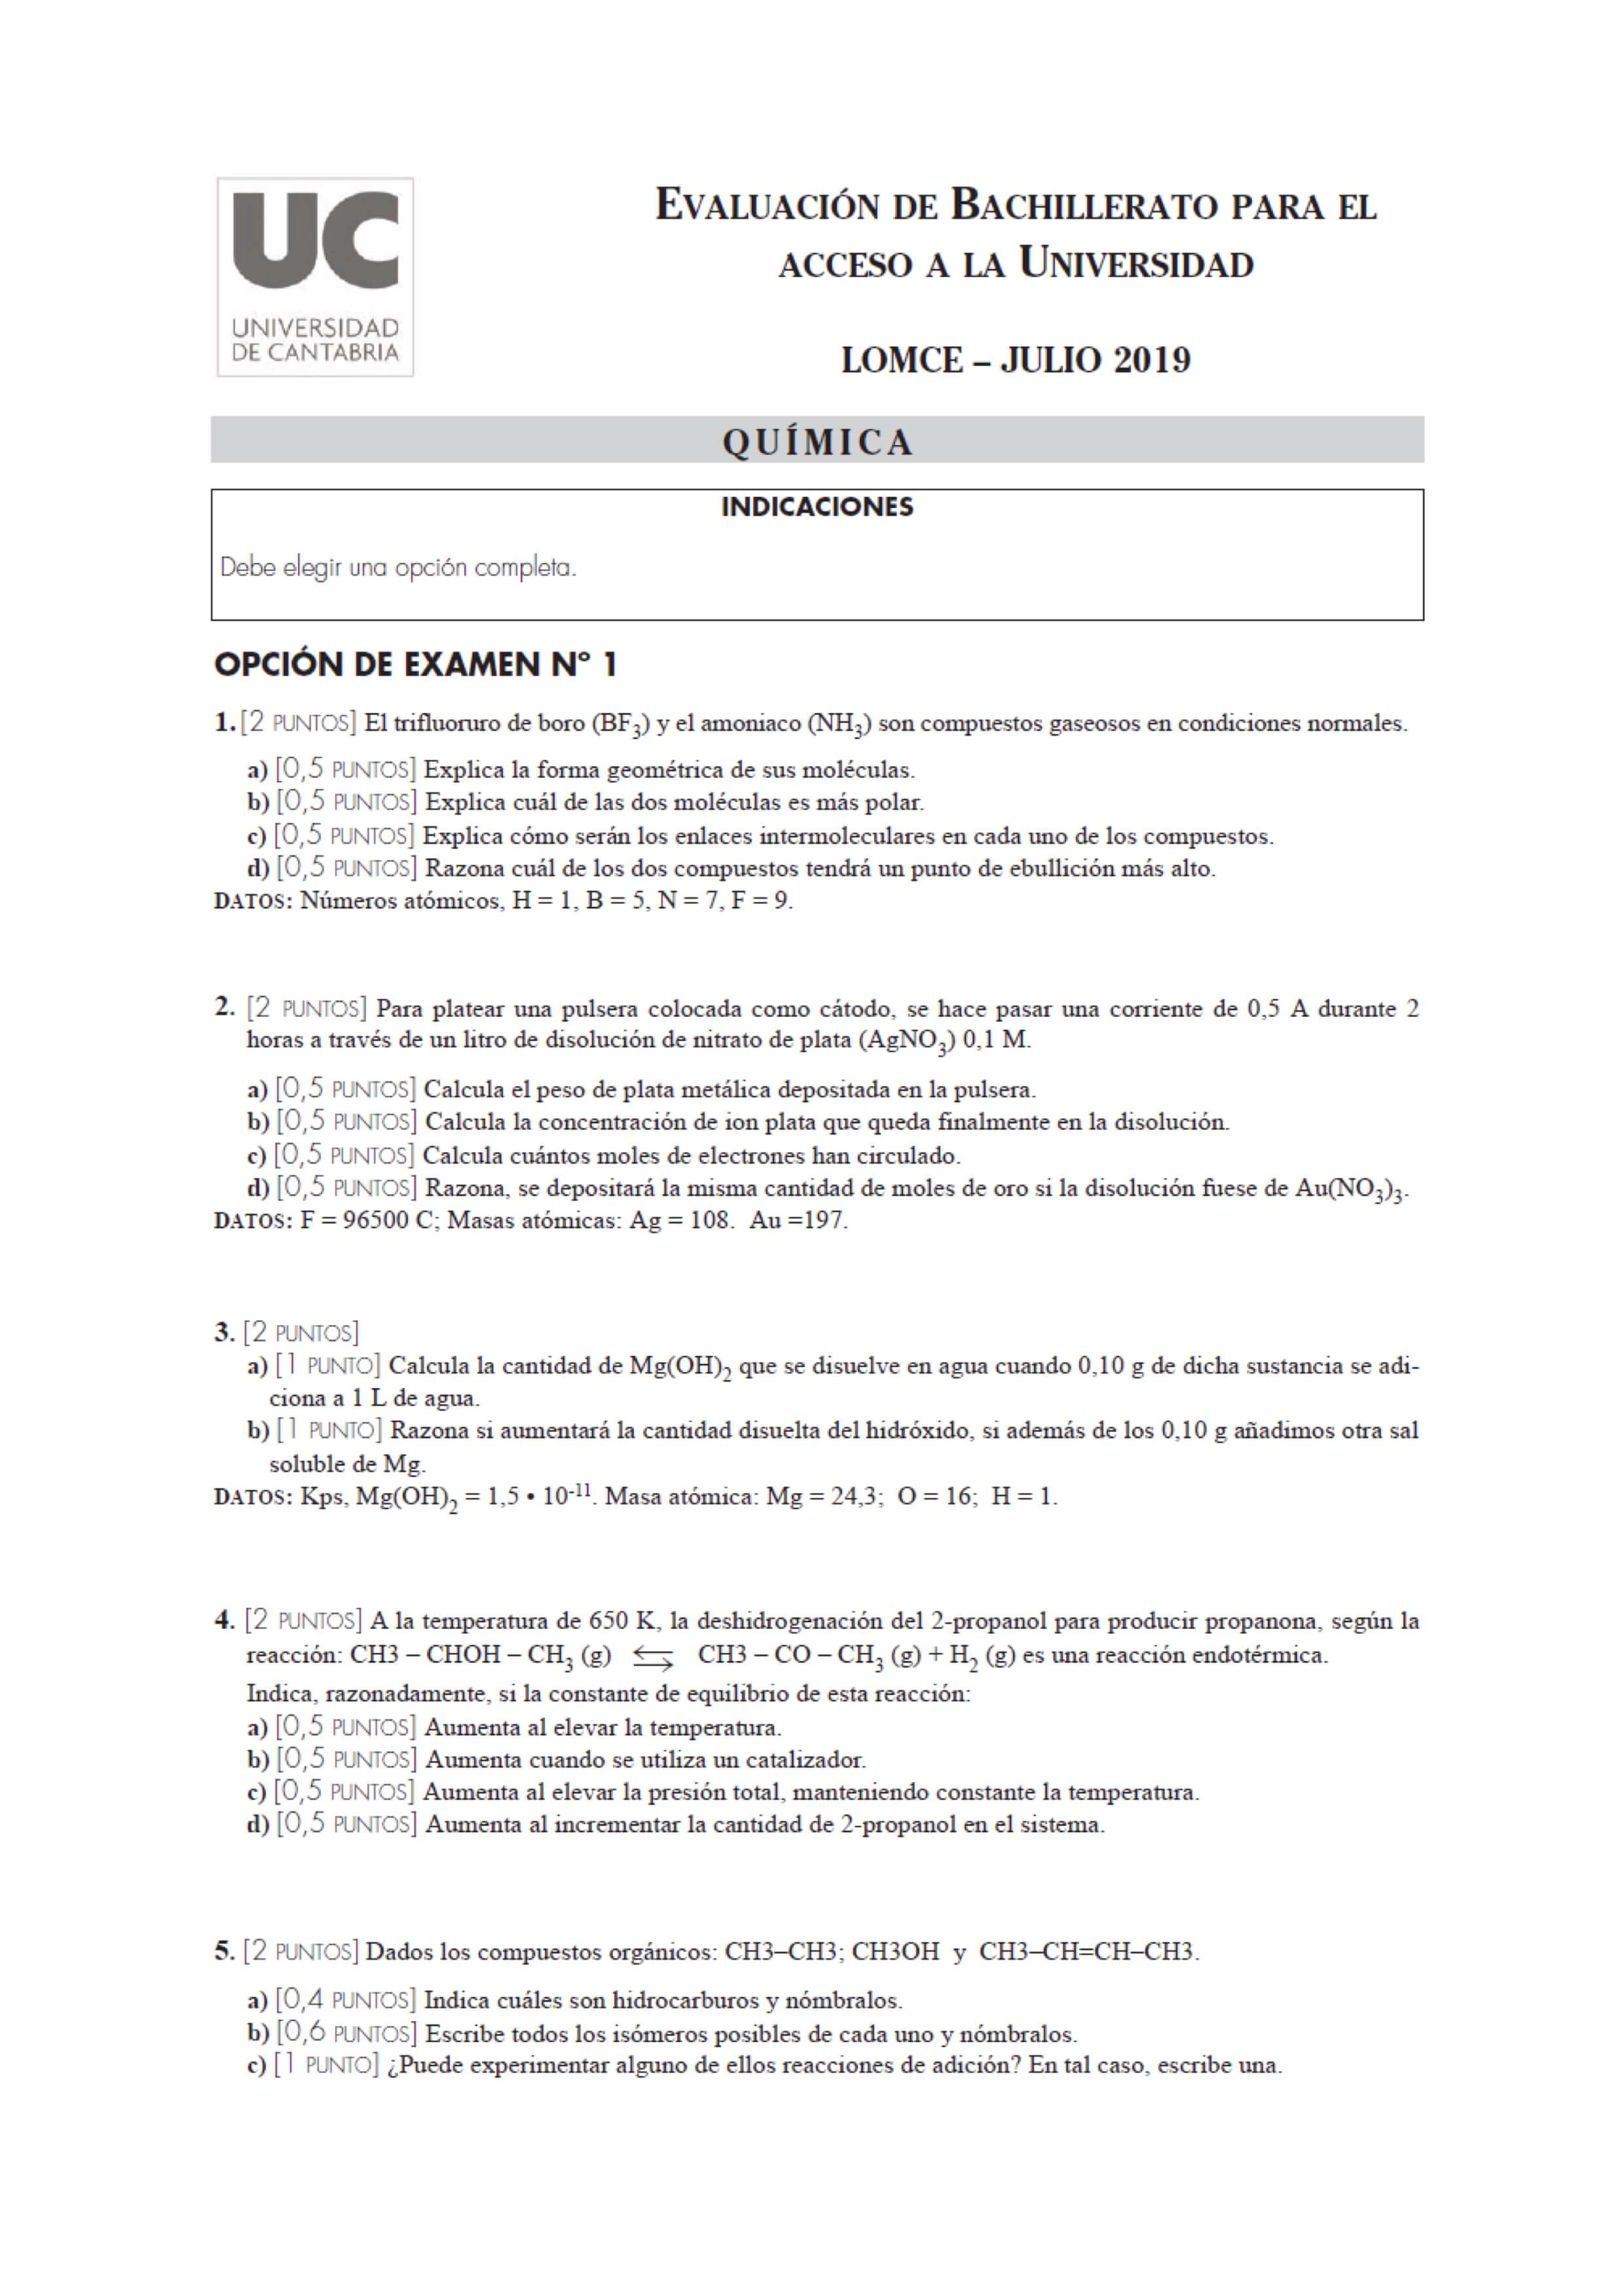 UC
UNIVERSIDAD
DE CANTABRIA
EVALUACIÓN DE BACHILLERATO PARA EL
ACCESO A LA UNIVERSIDAD
LOMCE – JULIO 2019
QUÍMICA
INDICACIONES
Debe elegir una opción completa.
OPCIÓN DE EXAMEN Nº 1
1. [2 PUNTOS] El trifluoruro de boro (BF₃) y el amoniaco (NH₃) son compuestos gaseosos en condiciones normales.
a) [0,5 PUNTOS] Explica la forma geométrica de sus moléculas.
b) [0,5 PUNTOS] Explica cuál de las dos moléculas es más polar.
c) [0,5 PUNTOS] Explica cómo serán los enlaces intermoleculares en cada uno de los compuestos.
d) [0,5 PUNTOS] Razona cuál de los dos compuestos tendrá un punto de ebullición más alto.
DATOS: Números atómicos, H = 1, B = 5, N = 7, F = 9.
2. [2 PUNTOS] Para platear una pulsera colocada como cátodo, se hace pasar una corriente de 0,5 A durante 2
horas a través de un litro de disolución de nitrato de plata (AgNO₃) 0,1 M.
a) [0,5 PUNTOS] Calcula el peso de plata metálica depositada en la pulsera.
b) [0,5 PUNTOS] Calcula la concentración de ion plata que queda finalmente en la disolución.
c) [0,5 PUNTOS] Calcula cuántos moles de electrones han circulado.
d) [0,5 PUNTOS] Razona, se depositará la misma cantidad de moles de oro si la disolución fuese de Au(NO₃)₃.
DATOS: F = 96500 C; Masas atómicas: Ag = 108. Au =197.
3. [2 PUNTOS]
a) [1 PUNTO] Calcula la cantidad de Mg(OH)₂ que se disuelve en agua cuando 0,10 g de dicha sustancia se adi-
ciona a 1 L de agua.
b) [1 PUNTO] Razona si aumentará la cantidad disuelta del hidróxido, si además de los 0,10 g añadimos otra sal
soluble de Mg.
DATOS: Kps, Mg(OH)₂ = 1,5 • 10⁻¹¹. Masa atómica: Mg = 24,3; O = 16; H = 1.
4. [2 PUNTOS] A la temperatura de 650 K, la deshidrogenación del 2-propanol para producir propanona, según la
reacción: CH3 – CHOH – CH₃ (g) ⇆ CH3 – CO – CH₃ (g) + H₂ (g) es una reacción endotérmica.
Indica, razonadamente, si la constante de equilibrio de esta reacción:
a) [0,5 PUNTOS] Aumenta al elevar la temperatura.
b) [0,5 PUNTOS] Aumenta cuando se utiliza un catalizador.
c) [0,5 PUNTOS] Aumenta al elevar la presión total, manteniendo constante la temperatura.
d) [0,5 PUNTOS] Aumenta al incrementar la cantidad de 2-propanol en el sistema.
5. [2 PUNTOS] Dados los compuestos orgánicos: CH3–CH3; CH3OH y CH3–CH=CH–CH3.
a) [0,4 PUNTOS] Indica cuáles son hidrocarburos y nómbralos.
b) [0,6 PUNTOS] Escribe todos los isómeros posibles de cada uno y nómbralos.
c) [1 PUNTO] ¿Puede experimentar alguno de ellos reacciones de adición? En tal caso, escribe una.